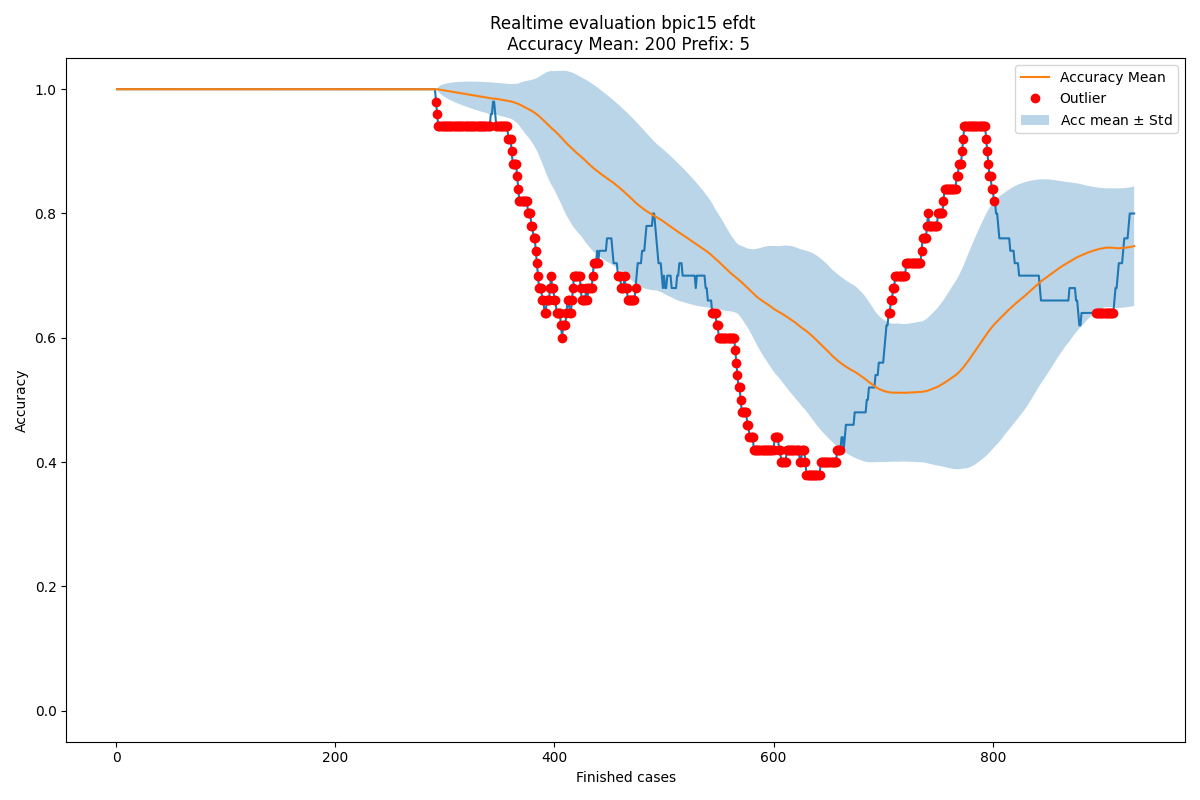 Realtime evaluation bpic15 efdt
Accuracy Mean: 200 Prefix: 5
Accuracy Mean
Outlier
Acc mean ± Std
1.0
0.8
0.6
0.4
0.2
0.0
Accuracy
0 200 400 600 800
Finished cases